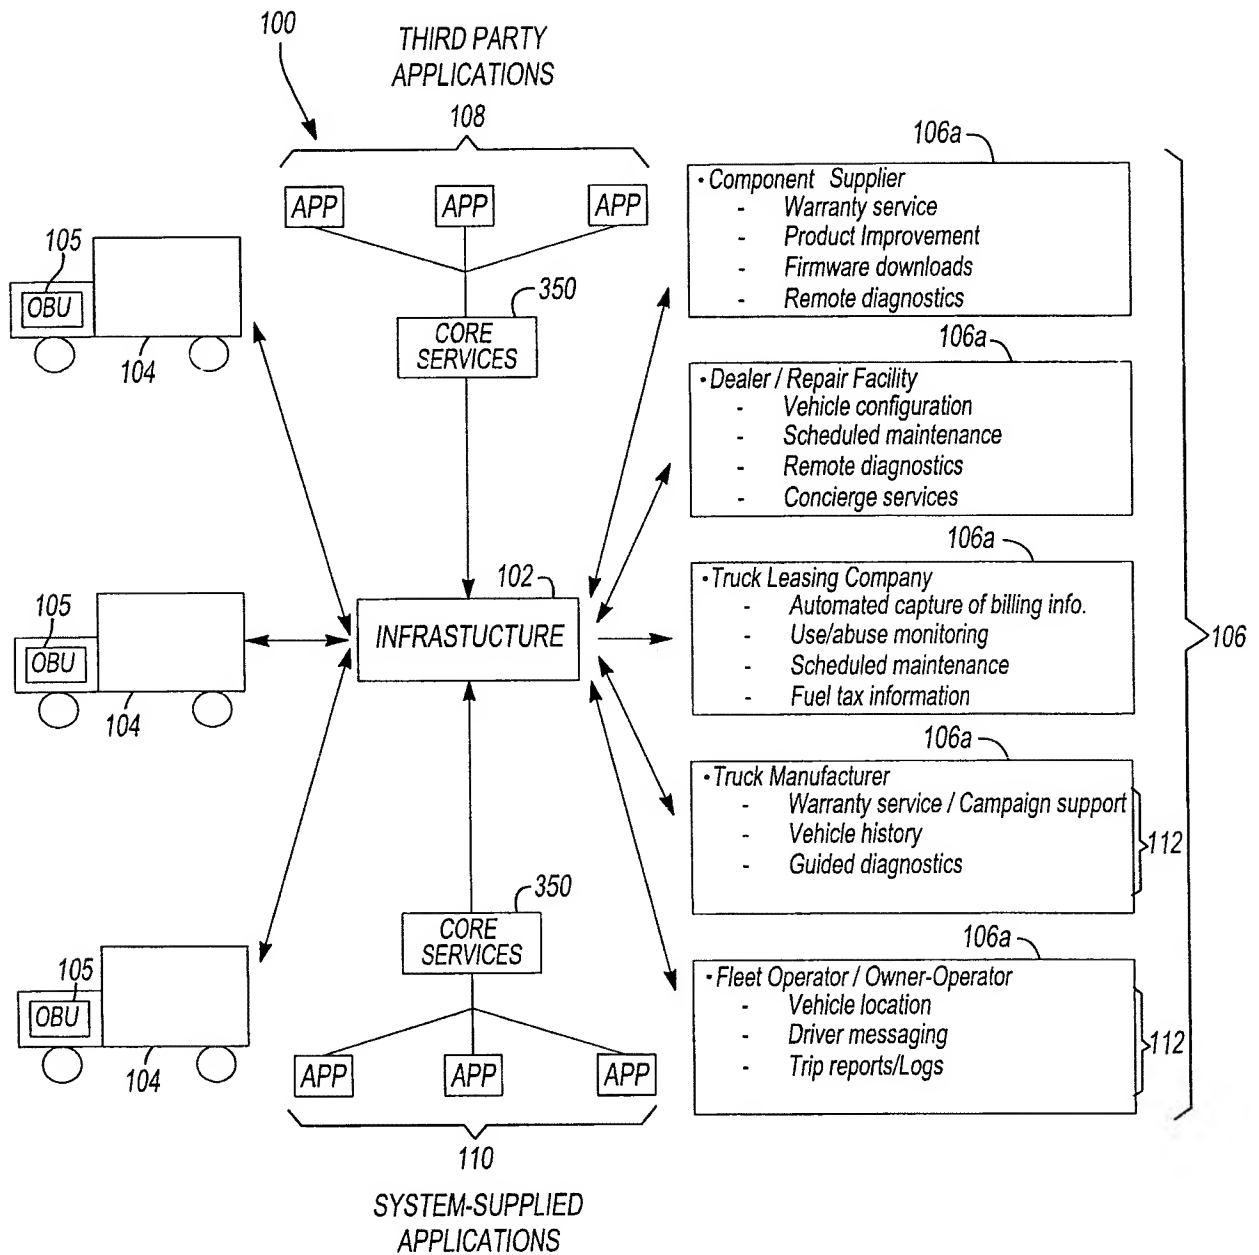 100
THIRD PARTY
APPLICATIONS
108
APP APP APP
350
CORE
SERVICES
105
OBU
104
105
OBU
104
105
OBU
104
102
INFRASTUCTURE
350
CORE
SERVICES
APP APP APP
110
SYSTEM-SUPPLIED
APPLICATIONS
106a
• Component Supplier
- Warranty service
- Product Improvement
- Firmware downloads
- Remote diagnostics
106a
• Dealer / Repair Facility
- Vehicle configuration
- Scheduled maintenance
- Remote diagnostics
- Concierge services
106a
• Truck Leasing Company
- Automated capture of billing info.
- Use/abuse monitoring
- Scheduled maintenance
- Fuel tax information
106a
• Truck Manufacturer
- Warranty service / Campaign support
- Vehicle history
- Guided diagnostics
112
106a
• Fleet Operator / Owner-Operator
- Vehicle location
- Driver messaging
- Trip reports/Logs
112
106